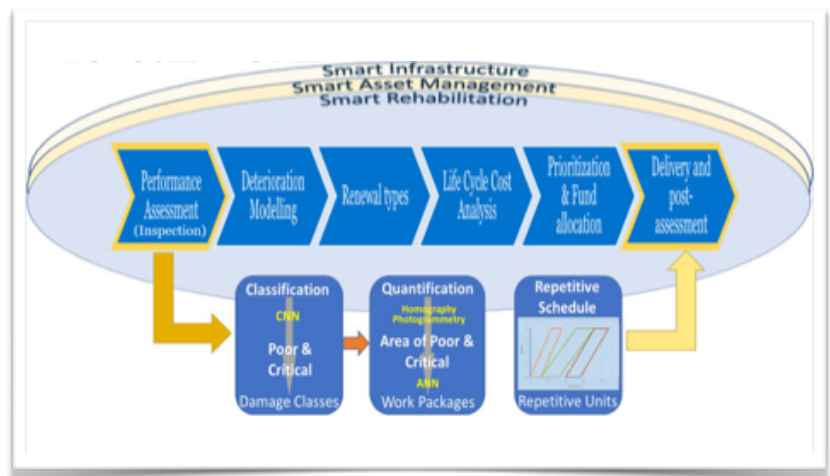 Smart Infrastructure
Smart Asset Management
Smart Rehabilitation
Performance
Assessment
(Inspection)
Deterioration
Modelling
Renewal types
Life Cycle Cost
Analysis
Prioritization
& Fund
allocation
Delivery and
post-
assessment
Classification
CNN
Poor &
Critical
Damage Classes
Quantification
Homography
Photogrammetry
Area of Poor &
Critical
ANN
Work Packages
Repetitive
Schedule
Repetitive Units